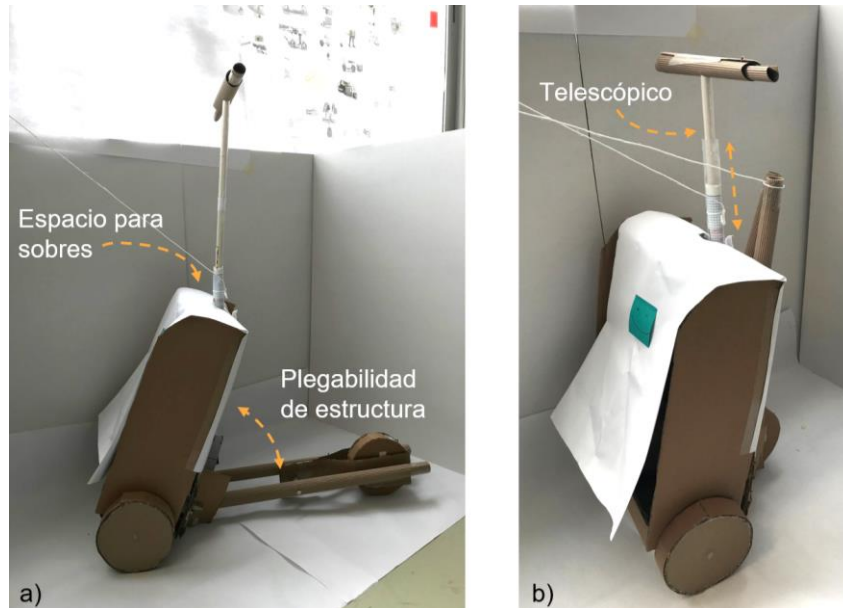 Espacio para
sobres
Plegabilidad
de estructura
a)
Telescópico
b)